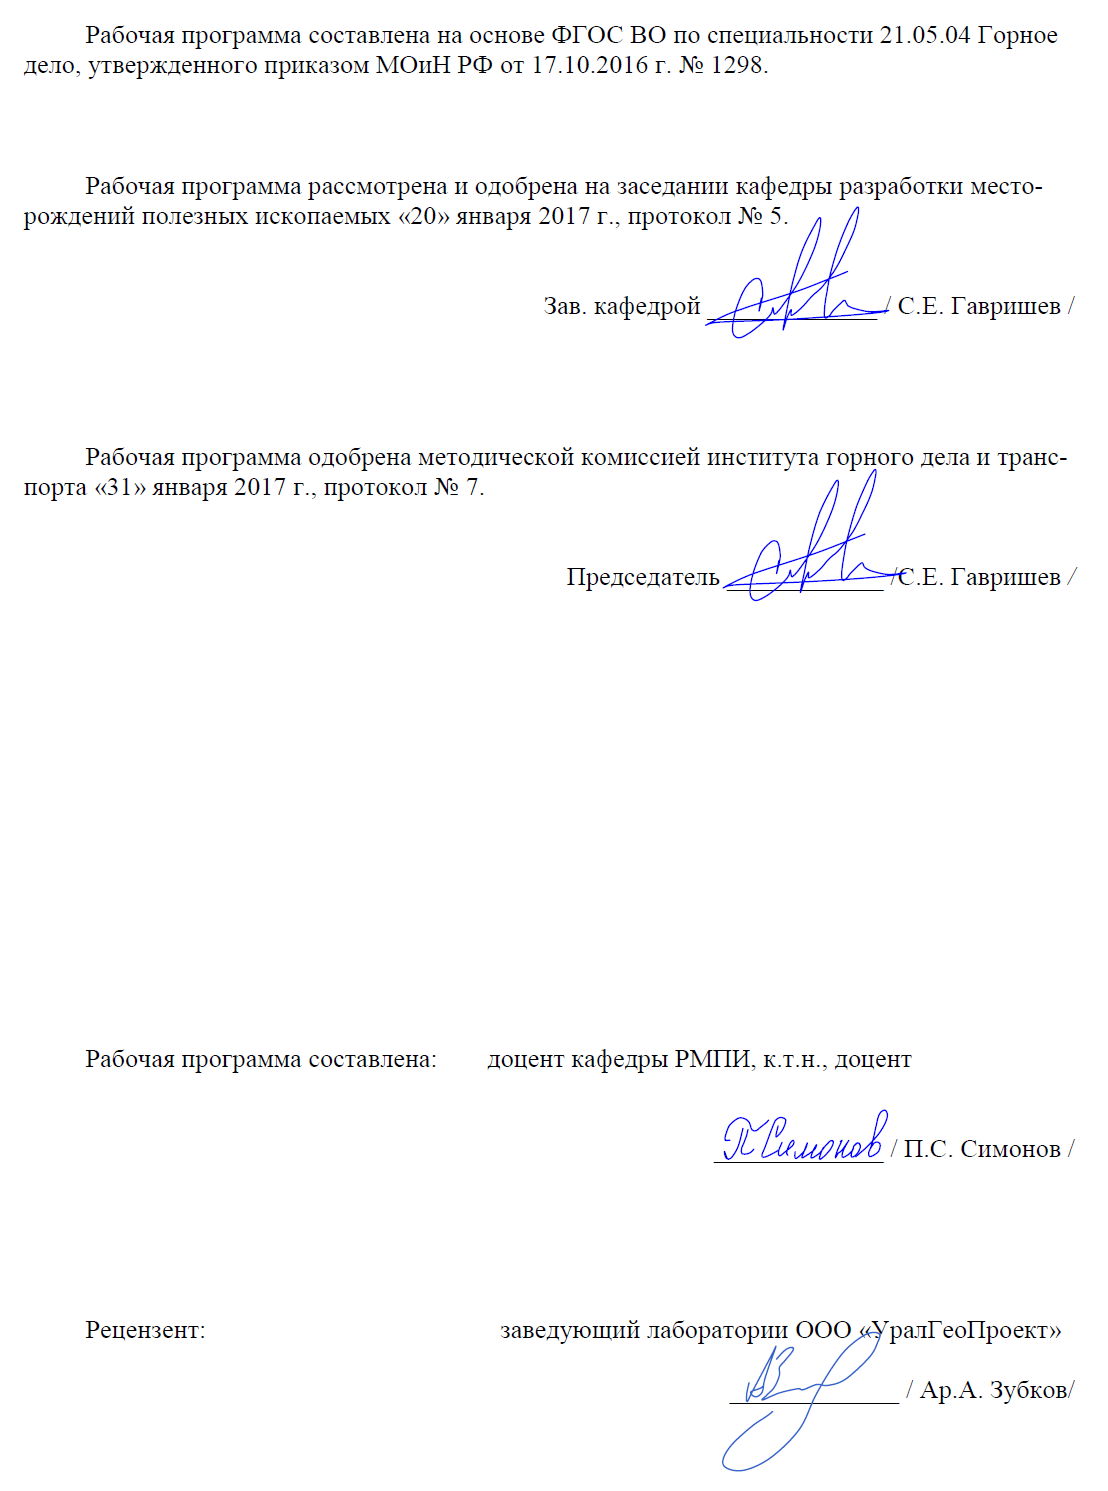 Рабочая программа составлена на основе ФГОС ВО по специальности 21.05.04 Горное
дело, утвержденного приказом МОиН РФ от 17.10.2016 г. № 1298.
Рабочая программа рассмотрена и одобрена на заседании кафедры разработки место-
рождений полезных ископаемых «20» января 2017 г., протокол № 5.
Зав. кафедрой _____________ / С.Е. Гавришев /
Рабочая программа одобрена методической комиссией института горного дела и транс-
порта «31» января 2017 г., протокол № 7.
Председатель ____________ /С.Е. Гавришев /
Рабочая программа составлена: доцент кафедры РМПИ, к.т.н., доцент
П Симонов / П.С. Симонов /
Рецензент: заведующий лаборатории ООО «УралГеоПроект»
_____________ / Ар.А. Зубков/